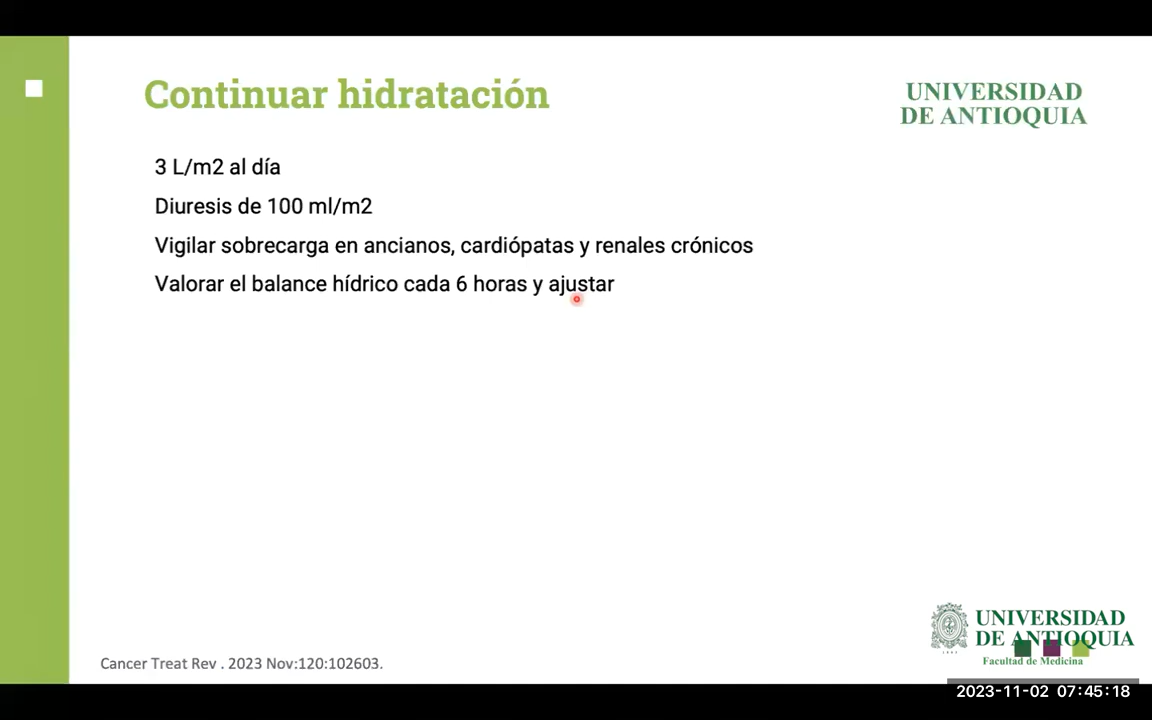 Continuar hidratación
UNIVERSIDAD
DE ANTIOQUIA
3 L/m2 al día
Diuresis de 100 ml/m2
Vigilar sobrecarga en ancianos, cardiópatas y renales crónicos
Valorar el balance hídrico cada 6 horas y ajustar
UNIVERSIDAD
DE ANTIOQUIA
Facultad de Medicina
Cancer Treat Rev . 2023 Nov:120:102603.
2023-11-02 07:45:18